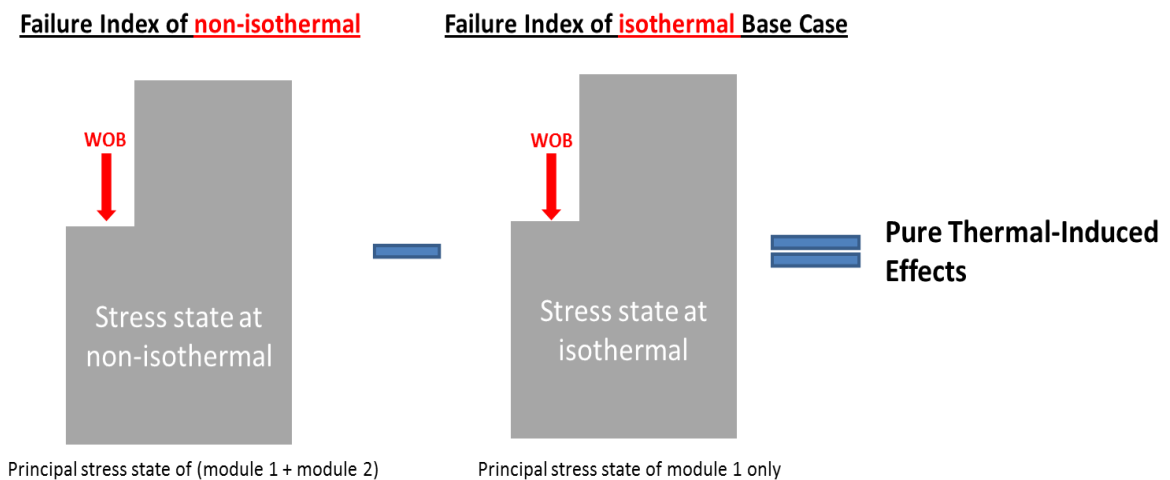 Failure Index of non-isothermal
Failure Index of isothermal Base Case
WOB
WOB
Stress state at
non-isothermal
Stress state at
isothermal
Pure Thermal-Induced
Effects
Principal stress state of (module 1 + module 2)
Principal stress state of module 1 only